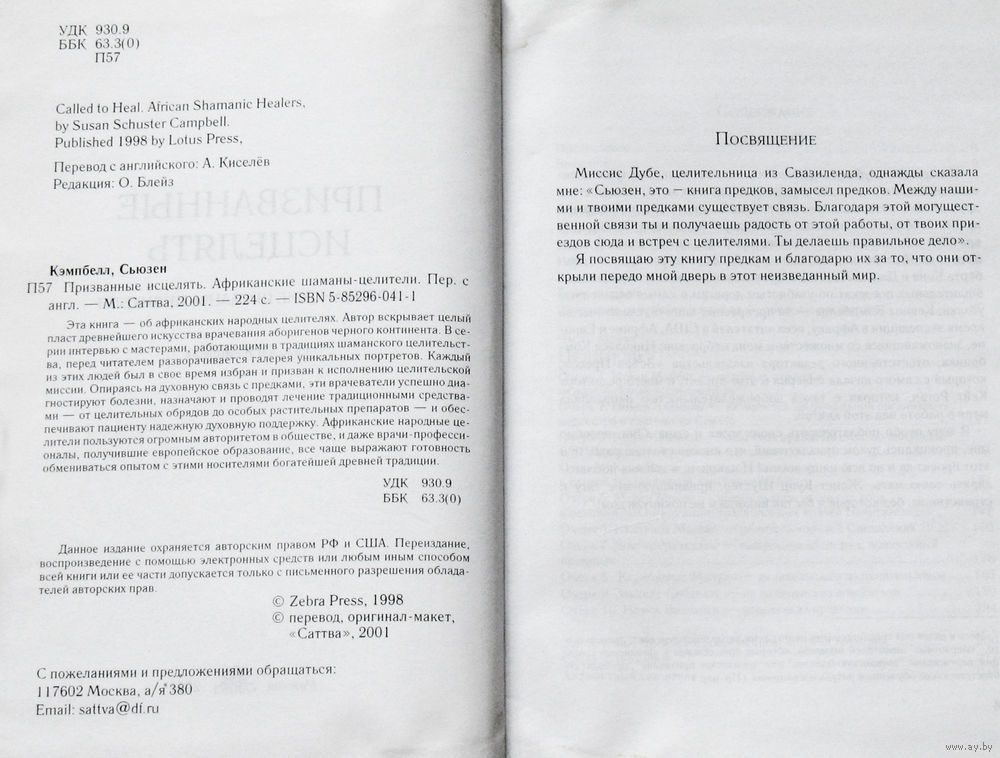 УДК 930.9
ББК 63.3(0)
П57
Called to Heal. African Shamanic Healers,
by Susan Schuster Campbell.
Published 1998 by Lotus Press,
Перевод с английского: А. Киселёв
Редакция: О. Блейз
Кэмпбелл, Сьюзен
П57 Призванные исцелять. Африканские шаманы-целители. Пер. с
англ. — М.: Саттва, 2001. — 224 с. — ISBN 5-85296-041-1
Эта книга — об африканских народных целителях. Автор вскрывает целый
пласт древнейшего искусства врачевания аборигенов черного континента. В се-
рии интервью с мастерами, работающими в традициях шаманского целительст-
ва, перед читателем разворачивается галерея уникальных портретов. Каждый
из этих людей был в свое время избран и призван к исполнению целительской
миссии. Опираясь на духовную связь с предками, эти врачеватели успешно диа-
гностируют болезни, назначают и проводят лечение традиционными средства-
ми — от целительных обрядов до особых растительных препаратов — и обес-
печивают пациенту надежную духовную поддержку. Африканские народные це-
лители пользуются огромным авторитетом в обществе, и даже врачи-професси-
оналы, получившие европейское образование, все чаще выражают готовность
обмениваться опытом с этими носителями богатейшей древней традиции.
УДК 930.9
ББК 63.3(0)
Данное издание охраняется авторским правом РФ и США. Переиздание,
воспроизведение с помощью электронных средств или любым иным способом
всей книги или ее части допускается только с письменного разрешения облада-
телей авторских прав.
© Zebra Press, 1998
© перевод, оригинал-макет,
«Саттва», 2001
С пожеланиями и предложениями обращаться:
117602 Москва, а/я 380
Email: sattva@df.ru
Посвящение
Миссис Дубе, целительница из Свазиленда, однажды сказала
мне: «Сьюзен, это — книга предков, замысел предков. Между наши-
ми и твоими предками существует связь. Благодаря этой могущест-
венной связи ты и получаешь радость от этой работы, от твоих при-
ездов сюда и встреч с целителями. Ты делаешь правильное дело».
Я посвящаю эту книгу предкам и благодарю их за то, что они от-
крыли передо мной дверь в этот неизведанный мир.
www.ay.by